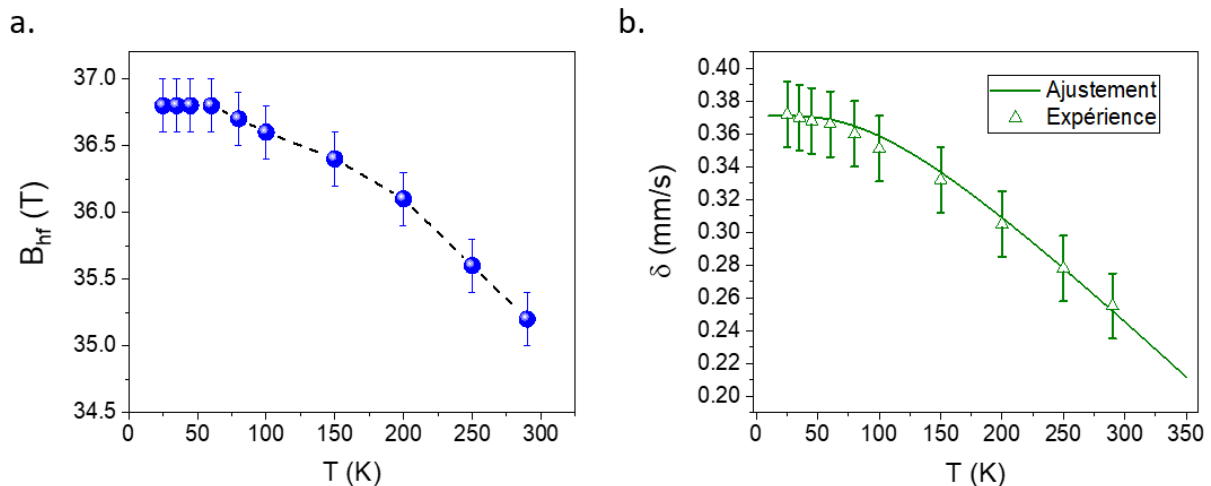 a.
B_hf (T)
37.0
36.5
36.0
35.5
35.0
34.5
0 50 100 150 200 250 300
T (K)
b.
δ (mm/s)
0.40
0.38
0.36
0.34
0.32
0.30
0.28
0.26
0.24
0.22
0.20
Ajustement
Expérience
0 50 100 150 200 250 300 350
T (K)